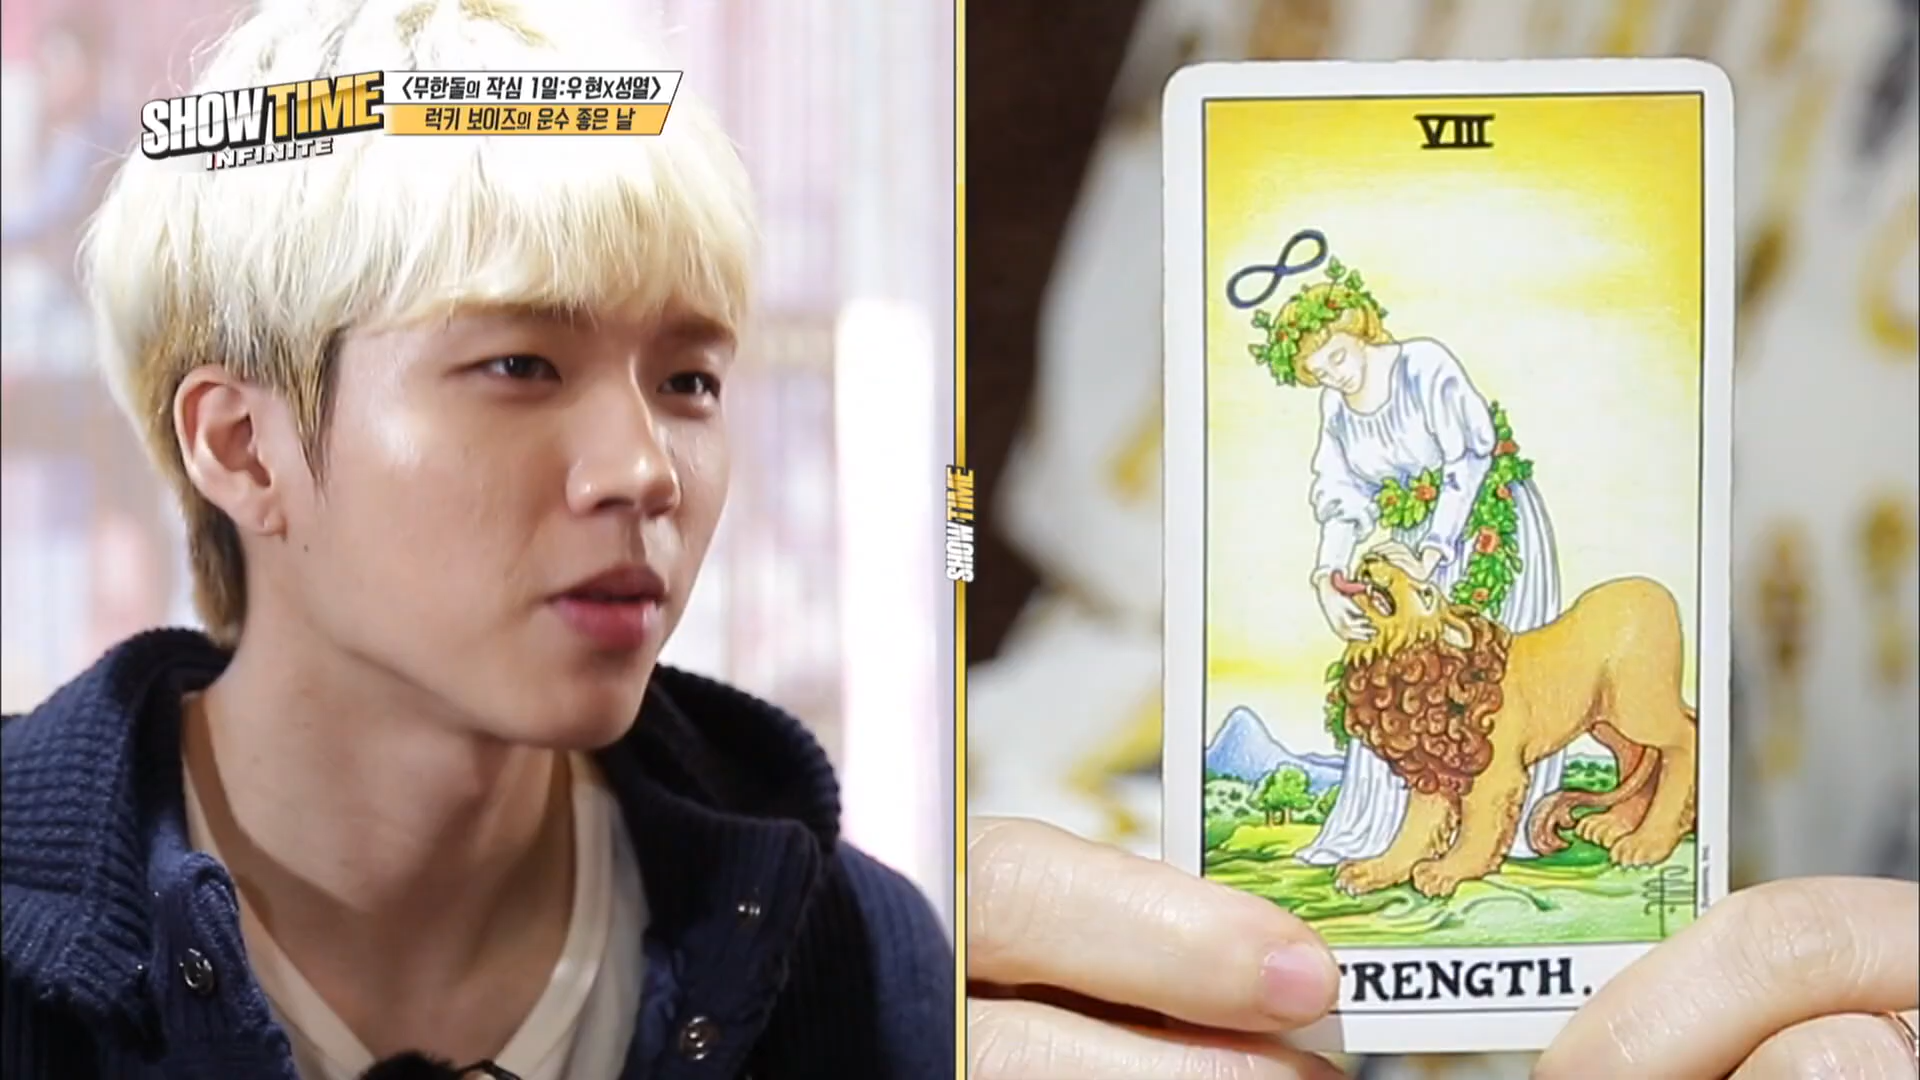 SHOWTIME
INFINITE
<무한돌의 작심 1일:우현x성열>
럭키 보이즈의 운수 좋은 날
SHOWTIME
VIII
TRENGTH.